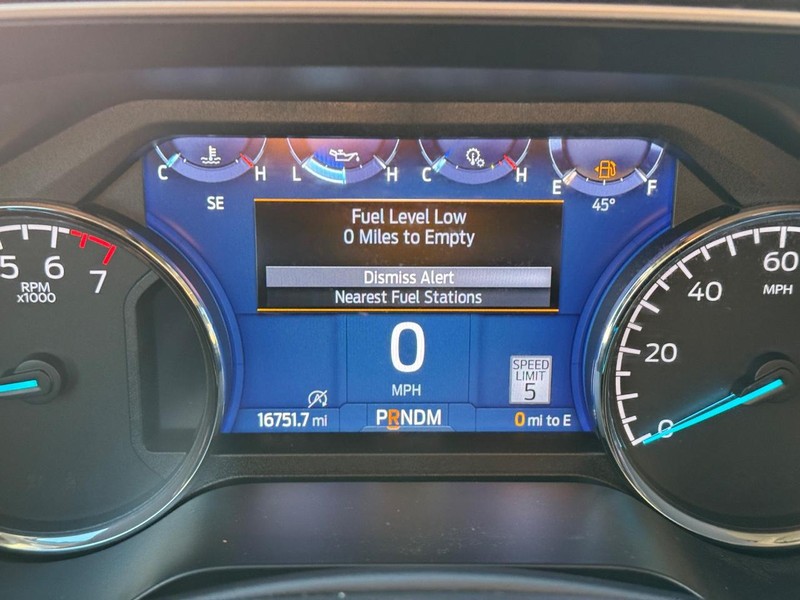 C H L H C H E F
SE
45°
Fuel Level Low
0 Miles to Empty
Dismiss Alert
Nearest Fuel Stations
5 6 7
RPM
x1000
0 20 40 60
MPH
0
MPH
SPEED
LIMIT
5
16751.7 mi
PRNDM
0 mi to E